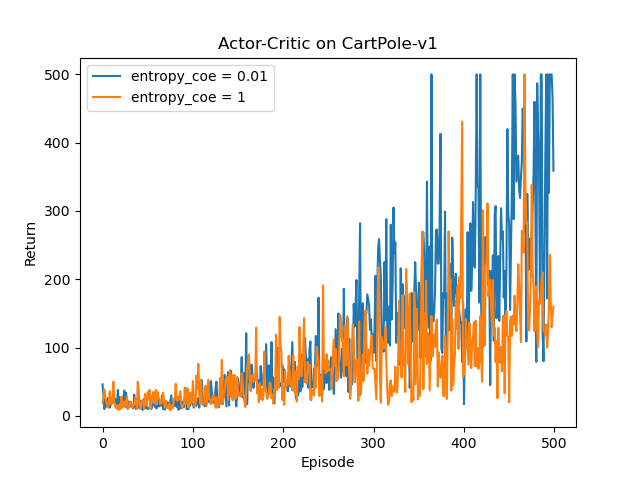 Actor-Critic on CartPole-v1
entropy_coe = 0.01
entropy_coe = 1
Return
500
400
300
200
100
0
0 100 200 300 400 500
Episode